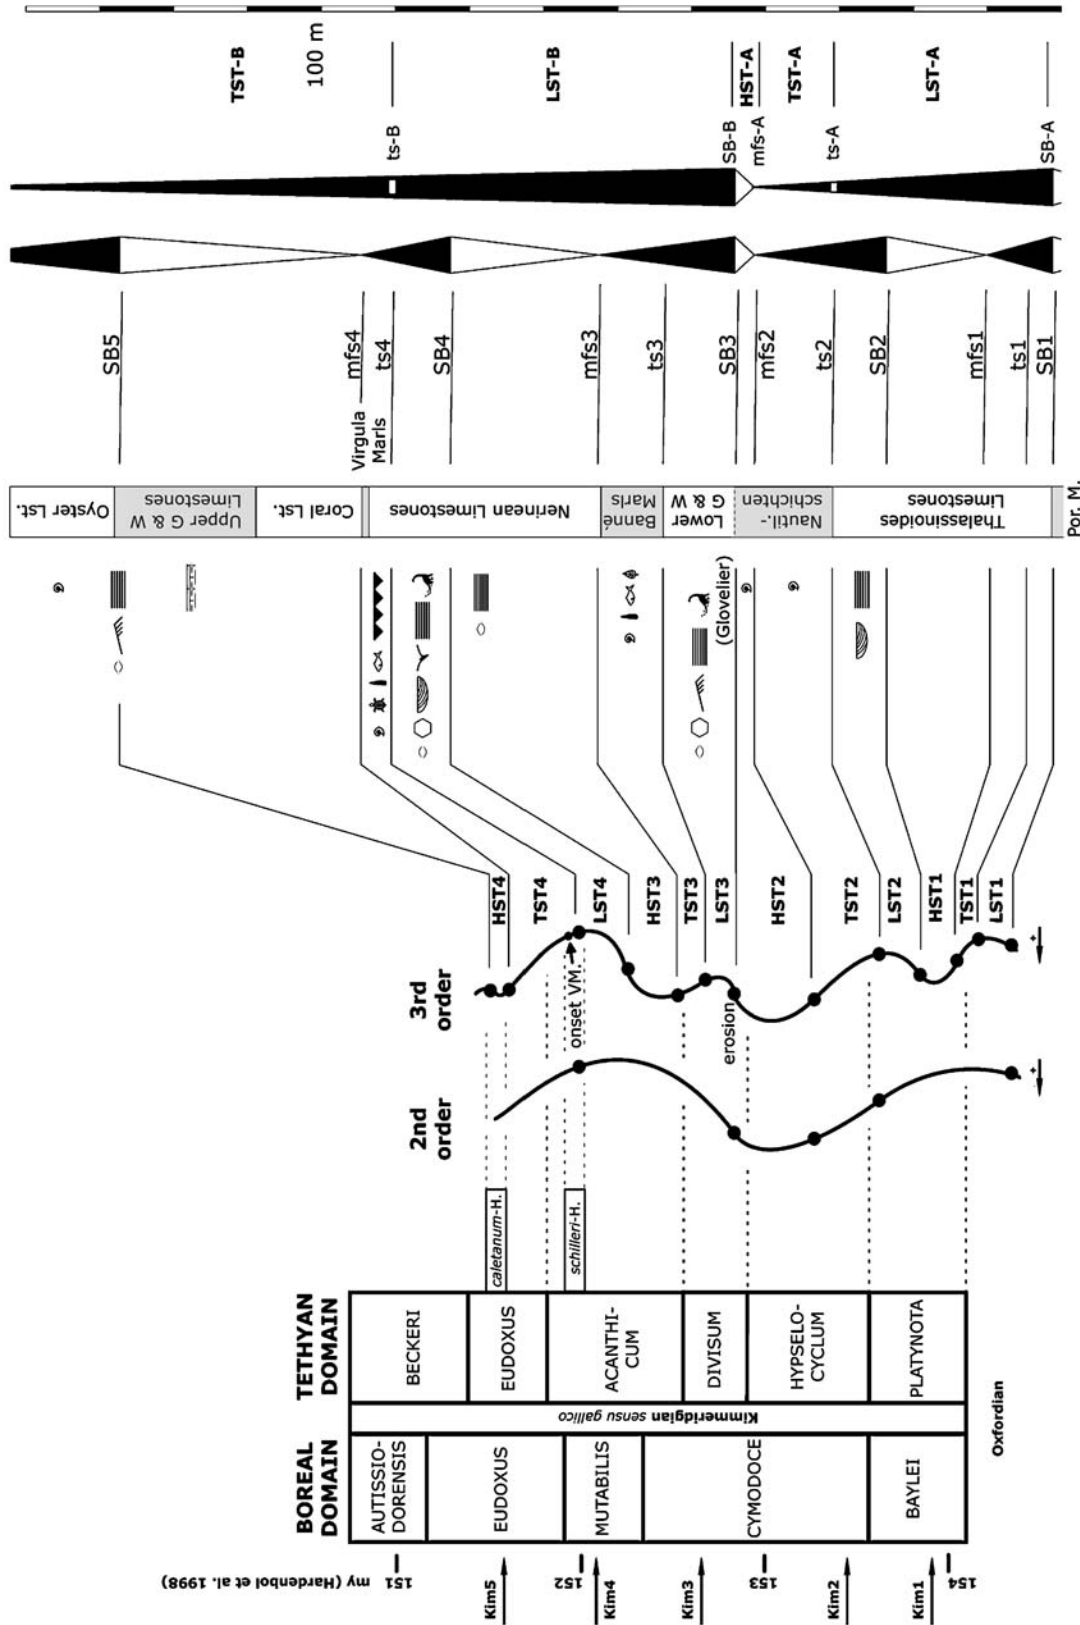 TST-B
100 m
LST-B
HST-A
TST-A
LST-A
ts-B
SB-B
mfs-A
ts-A
SB-A
SB5
mfs4
ts4
SB4
mfs3
ts3
SB3
mfs2
ts2
SB2
mfs1
ts1
SB1
Virgula
Marls
Oyster Lst.
Upper G & W
Limestones
Coral Lst.
Nerinean Limestones
Banné
Marls
Lower
G & W
Nautil.-
schichten
Thalassinoides
Limestones
Por. M.
(Glovelier)
HST4
TST4
LST4
HST3
TST3
LST3
HST2
TST2
LST2
HST1
TST1
LST1
3rd
order
onset VM.
erosion
+
2nd
order
+
caletanum-H.
schilleri-H.
TETHYAN
DOMAIN
BECKERI
EUDOXUS
ACANTHI-
CUM
DIVISUM
HYPSELO-
CYCLUM
PLATYNOTA
Kimmeridgian sensu gallico
Oxfordian
BOREAL
DOMAIN
AUTISSIO-
DORENSIS
EUDOXUS
MUTABILIS
CYMODOCE
BAYLEI
my (Hardenbol et al. 1998)
151
152
153
154
Kim5
Kim4
Kim3
Kim2
Kim1